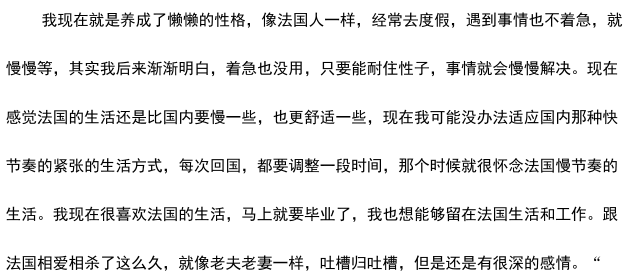 我现在就是养成了懒懒的性格，像法国人一样，经常去度假，遇到事情也不着急，就
慢慢等，其实我后来渐渐明白，着急也没用，只要能耐住性子，事情就会慢慢解决。现在
感觉法国的生活还是比国内要慢一些，也更舒适一些，现在我可能没办法适应国内那种快
节奏的紧张的生活方式，每次回国，都要调整一段时间，那个时候就很怀念法国慢节奏的
生活。我现在很喜欢法国的生活，马上就要毕业了，我也想能够留在法国生活和工作。跟
法国相爱相杀了这么久，就像老夫老妻一样，吐槽归吐槽，但是还是有很深的感情。“